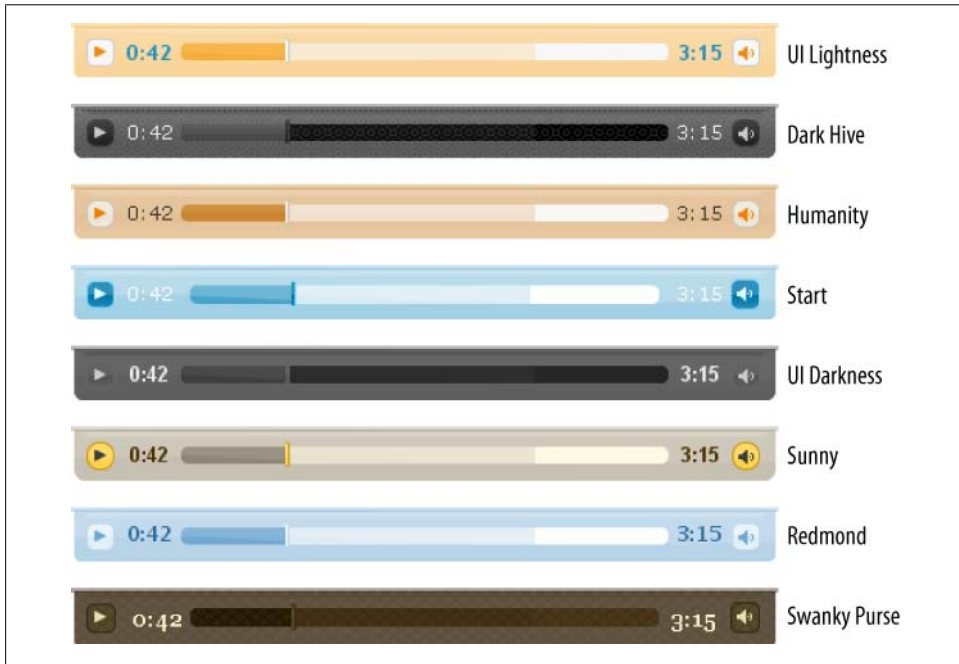 0:42 3:15 UI Lightness
0:42 3:15 Dark Hive
0:42 3:15 Humanity
0:42 3:15 Start
0:42 3:15 UI Darkness
0:42 3:15 Sunny
0:42 3:15 Redmond
0:42 3:15 Swanky Purse